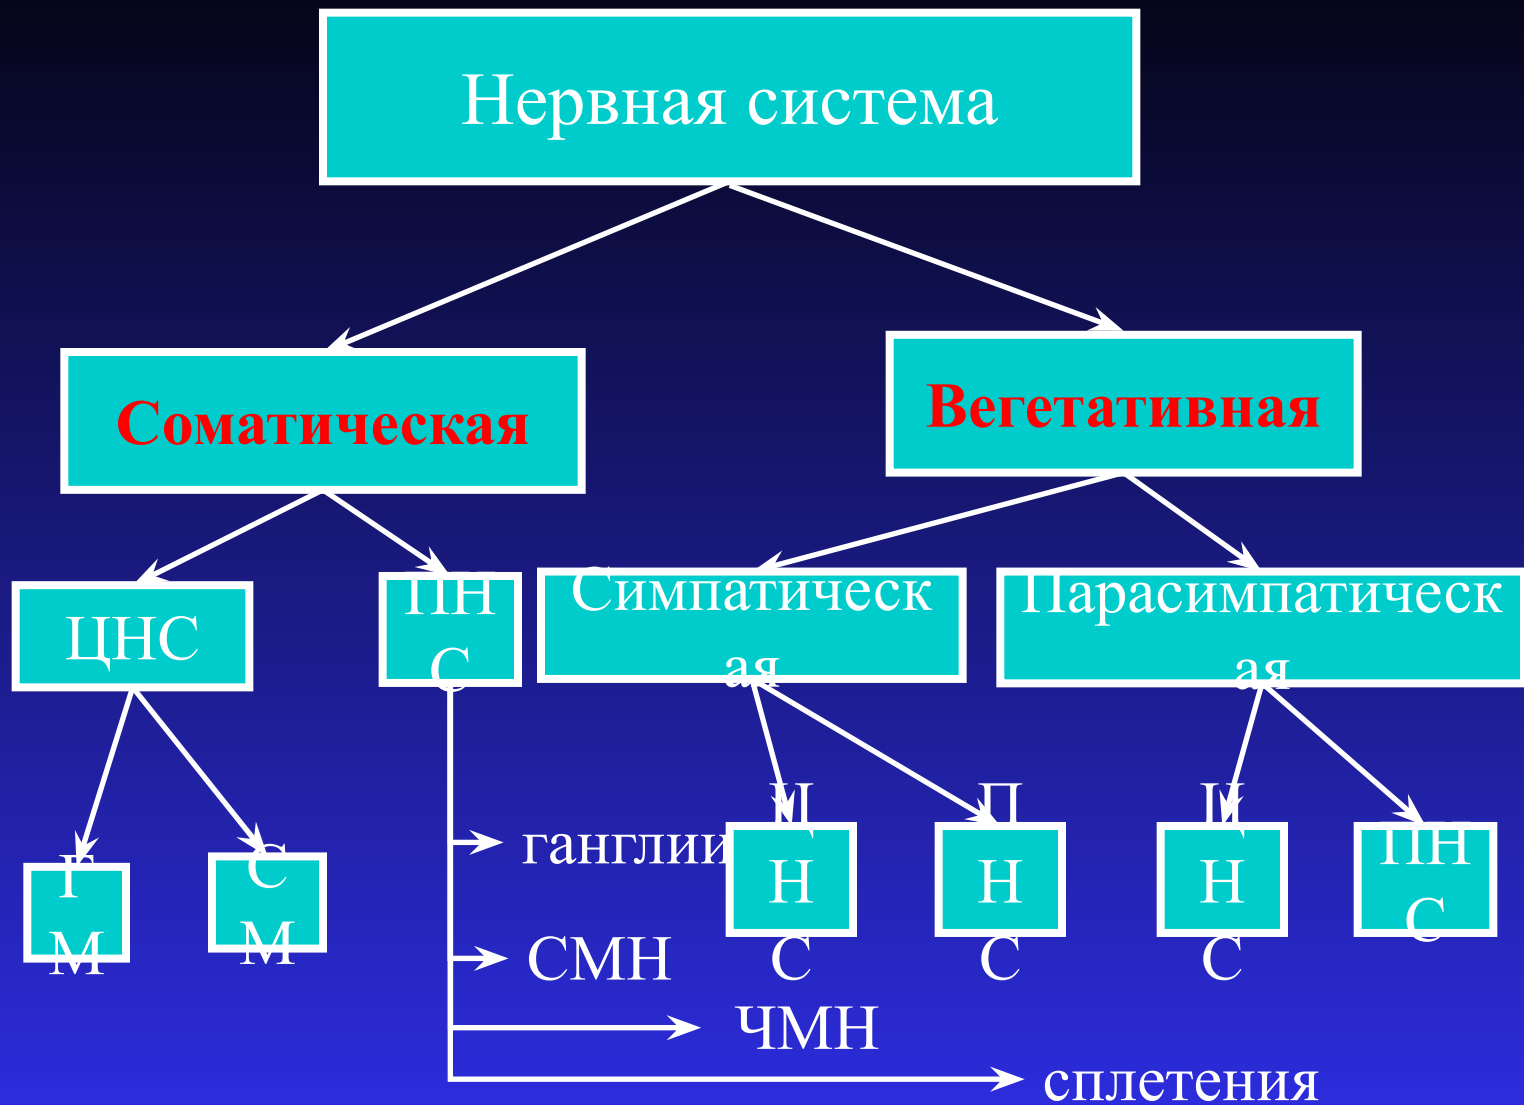 Нервная система
Соматическая
Вегетативная
ЦНС
ПН
С
Симпатическ
ая
Парасимпатическ
ая
Г
М
С
М
ганглии
СМН
ЧМН
сплетения
Ц
Н
С
П
Н
С
Ц
Н
С
ПН
С